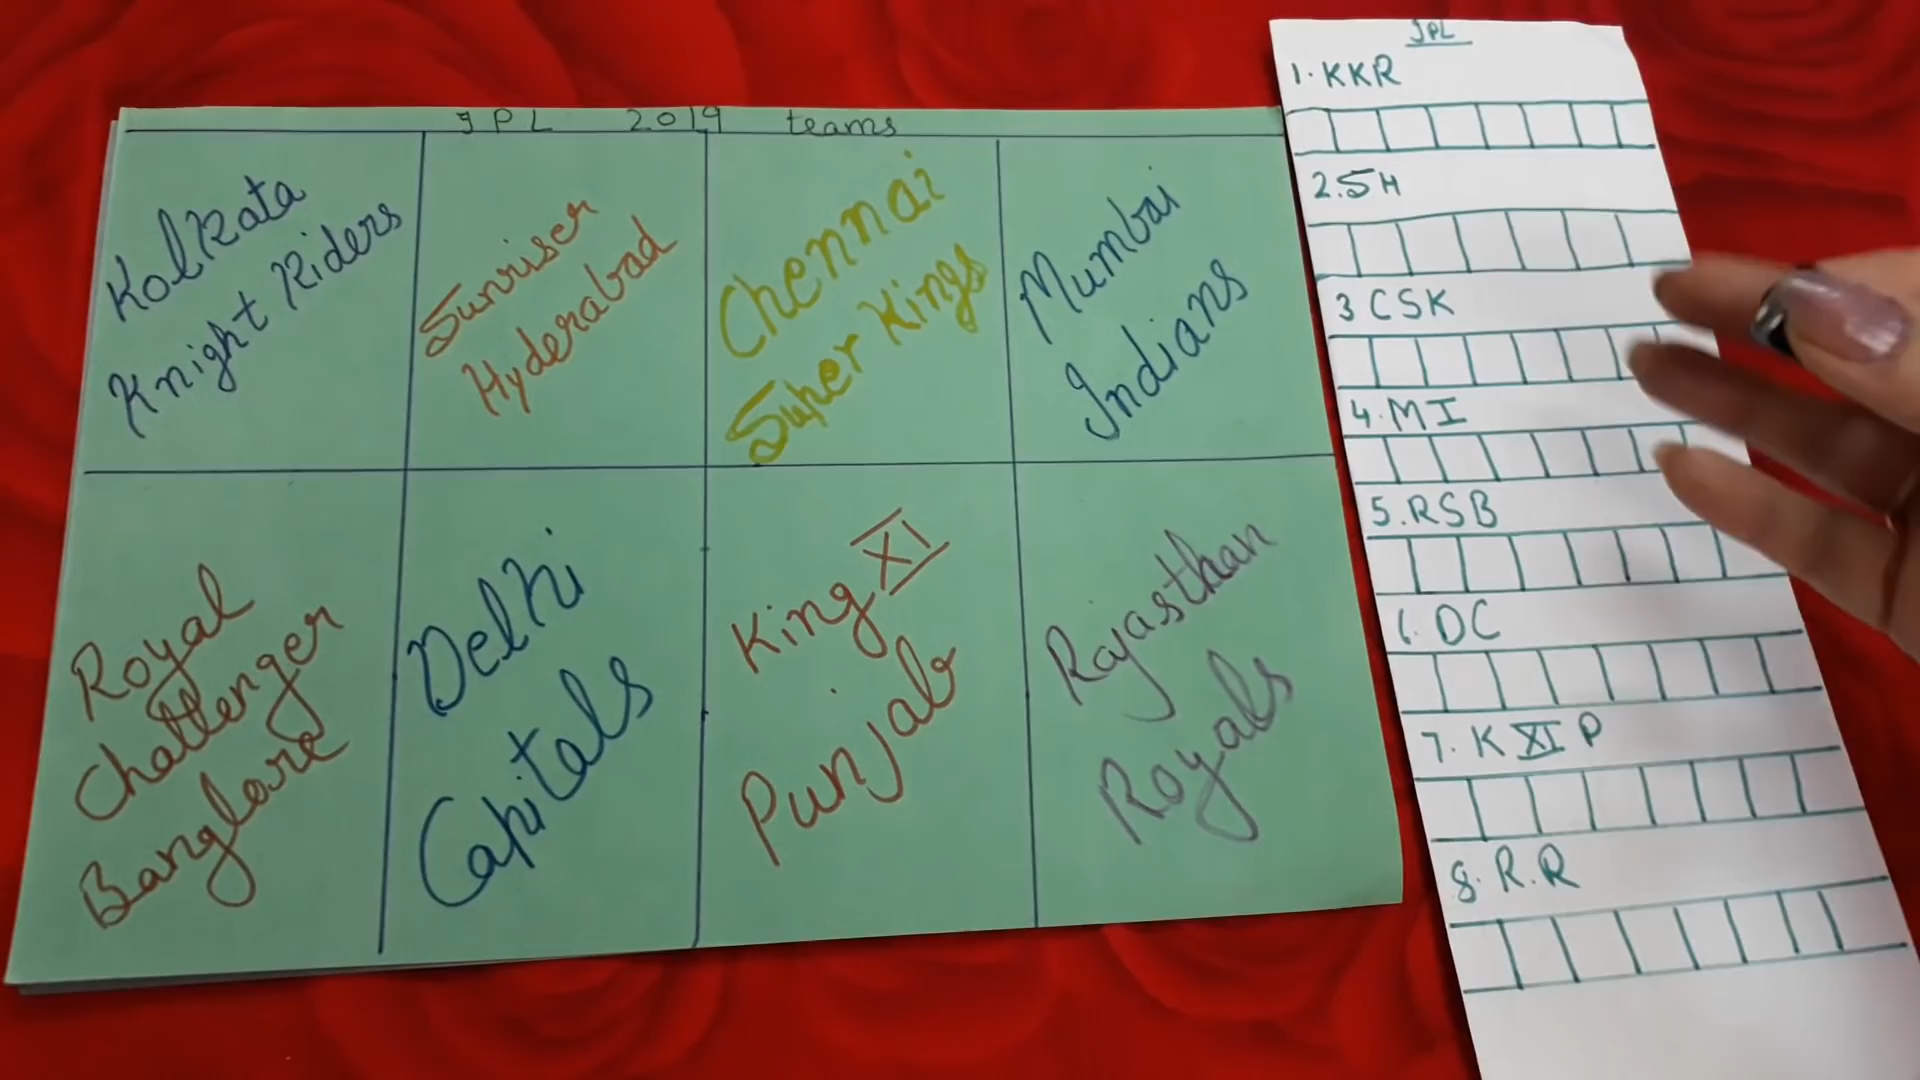 IPL 2019 teams
Kolkata
Knight Riders
Sunriser
Hyderabad
Chennai
Super Kings
Mumbai
Indians
Royal
Challenger
Banglore
Delhi
Capitals
King XI
Punjab
Rajasthan
Royals
IPL
1. KKR
2. SH
3 CSK
4. MI
5. RSB
6. DC
7. K XI P
8. R.R